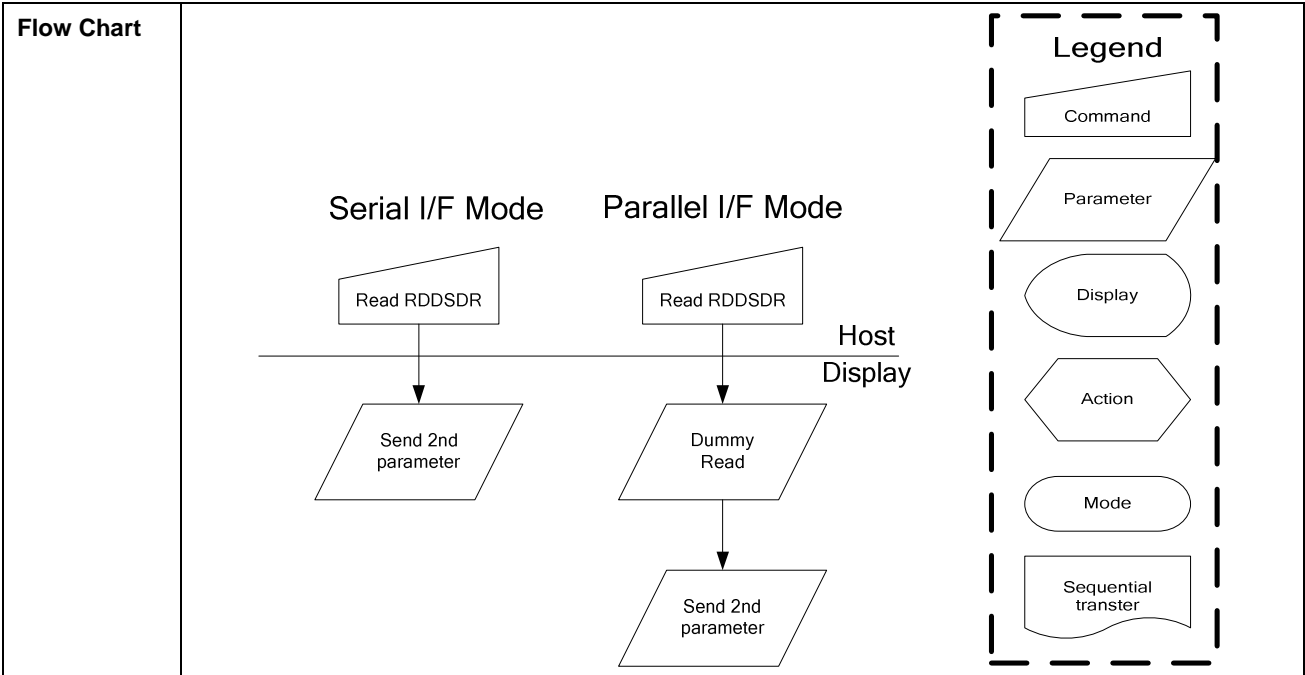 Flow Chart
Serial I/F Mode
Read RDDSDR
Send 2nd
parameter
Parallel I/F Mode
Read RDDSDR
Host
Display
Dummy
Read
Send 2nd
parameter
Legend
Command
Parameter
Display
Action
Mode
Sequential
transter